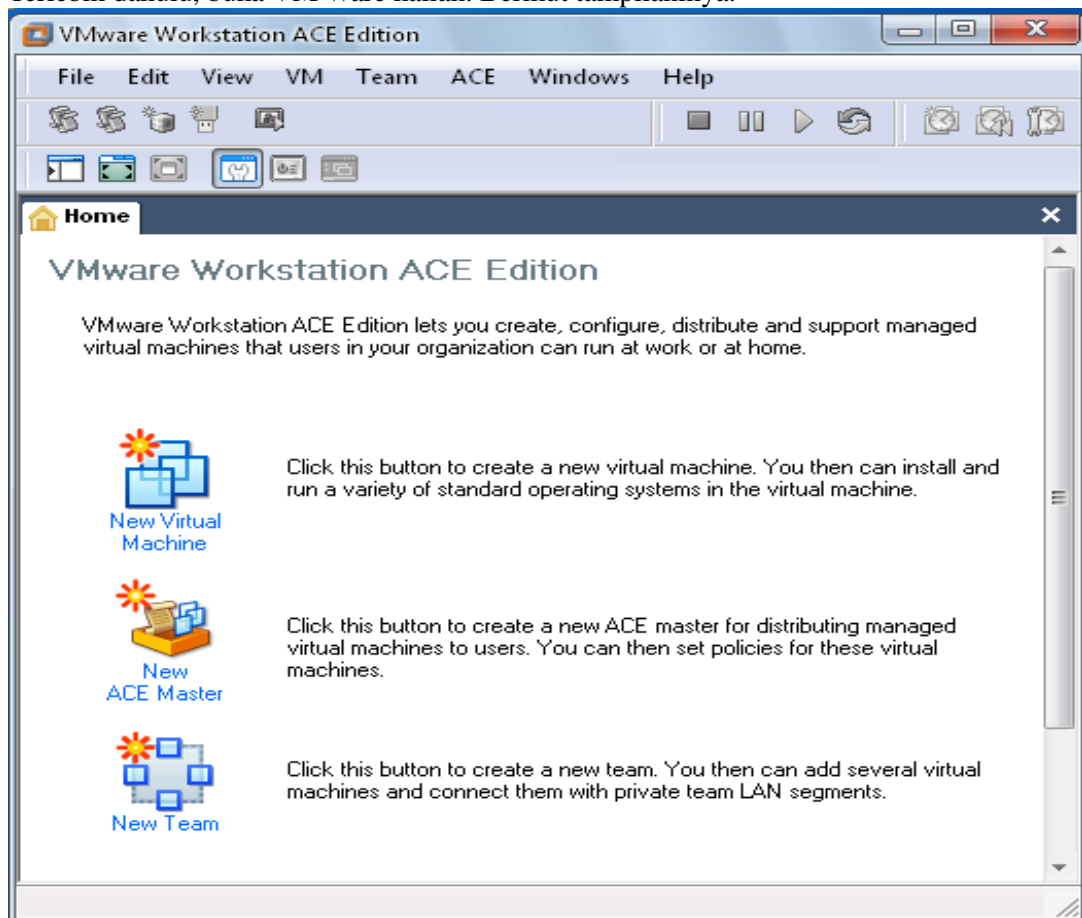 VMware Workstation ACE Edition
File Edit View VM Team ACE Windows Help
Home
VMware Workstation ACE Edition
VMware Workstation ACE Edition lets you create, configure, distribute and support managed
virtual machines that users in your organization can run at work or at home.
Click this button to create a new virtual machine. You then can install and
run a variety of standard operating systems in the virtual machine.
New Virtual
Machine
Click this button to create a new ACE master for distributing managed
virtual machines to users. You can then set policies for these virtual
machines.
New
ACE Master
Click this button to create a new team. You then can add several virtual
machines and connect them with private team LAN segments.
New Team